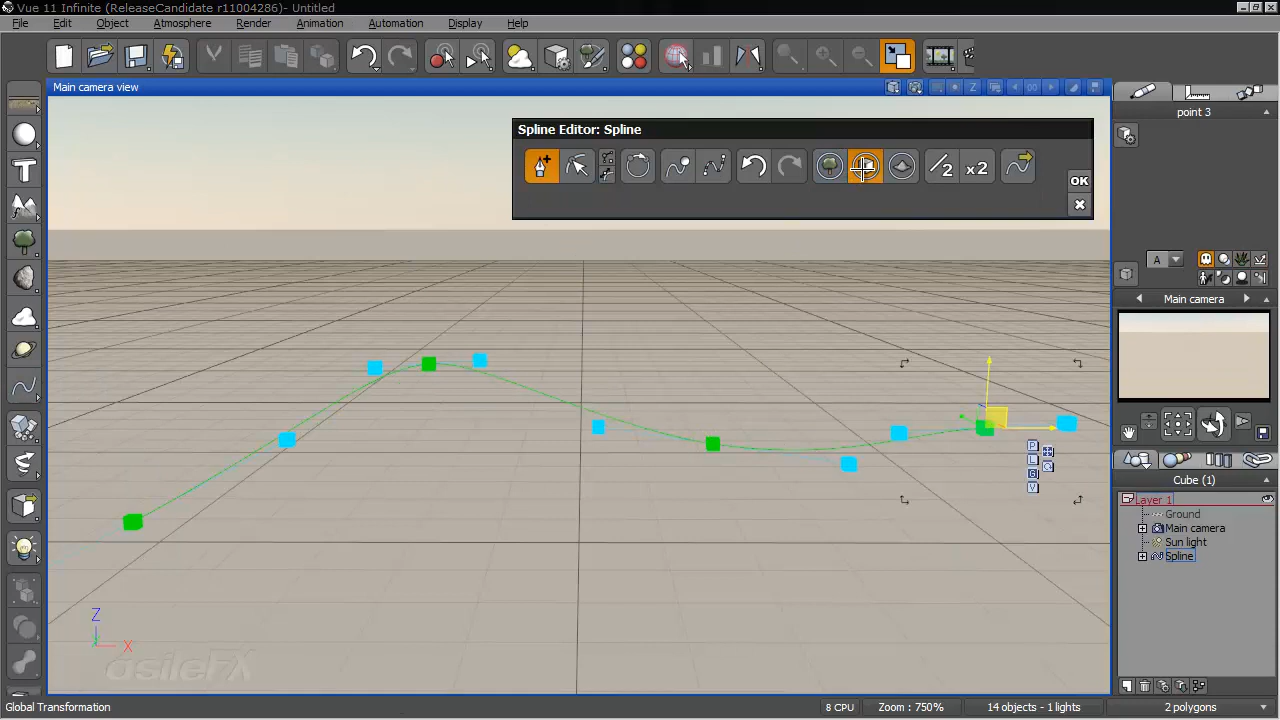 Vue 11 Infinite (ReleaseCandidate r11004286)- Untitled
File Edit Object Atmosphere Render Animation Automation Display Help
Main camera view
point 3
Spline Editor: Spline
/2 x2
OK
A
Main camera
P
L
G
V
Cube (1)
Layer 1
Ground
Main camera
Sun light
Spline
Z
X
asileFX
Global Transformation
8 CPU
Zoom : 750%
14 objects - 1 lights
2 polygons